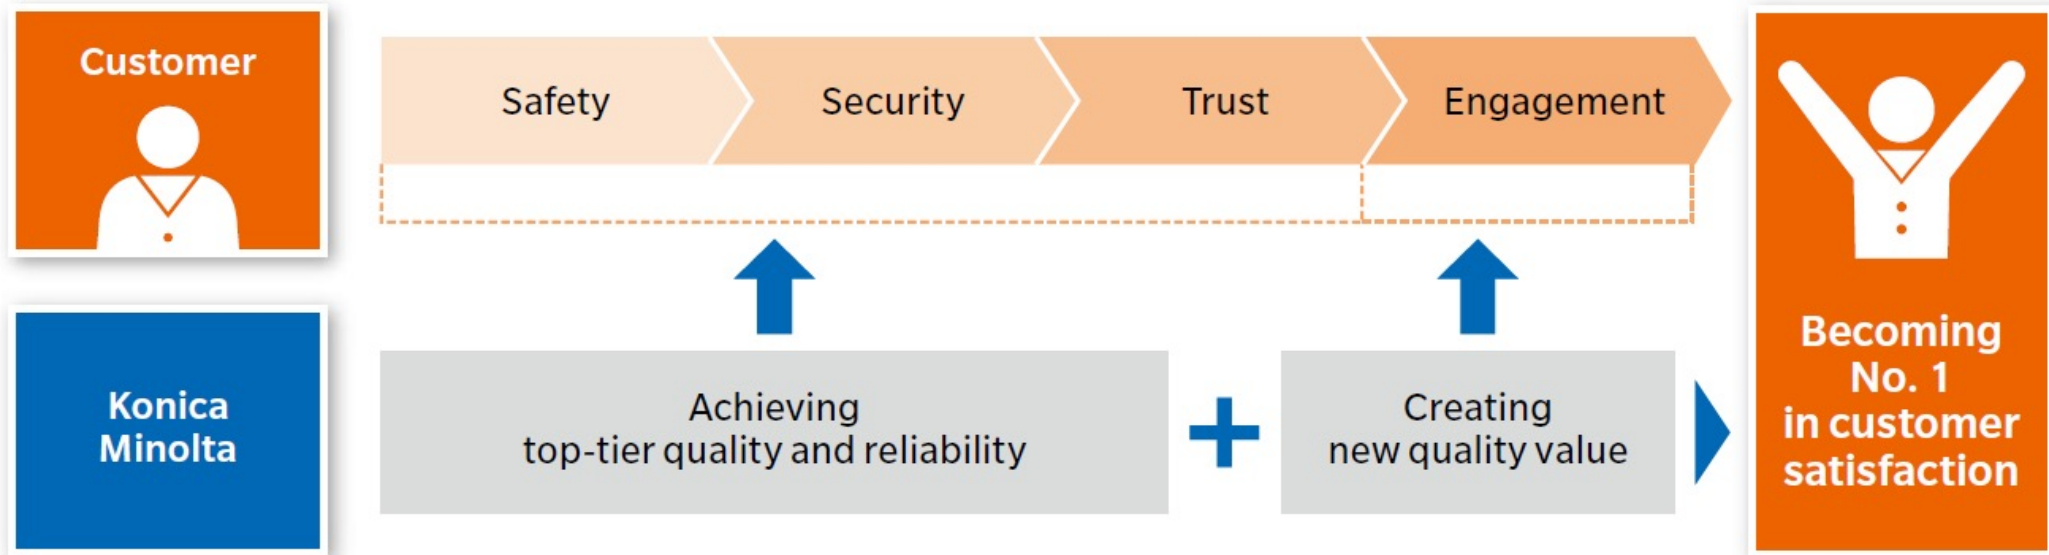 Customer
Safety
Security
Trust
Engagement
Konica
Minolta
Achieving
top-tier quality and reliability
+
Creating
new quality value
Becoming
No. 1
in customer
satisfaction